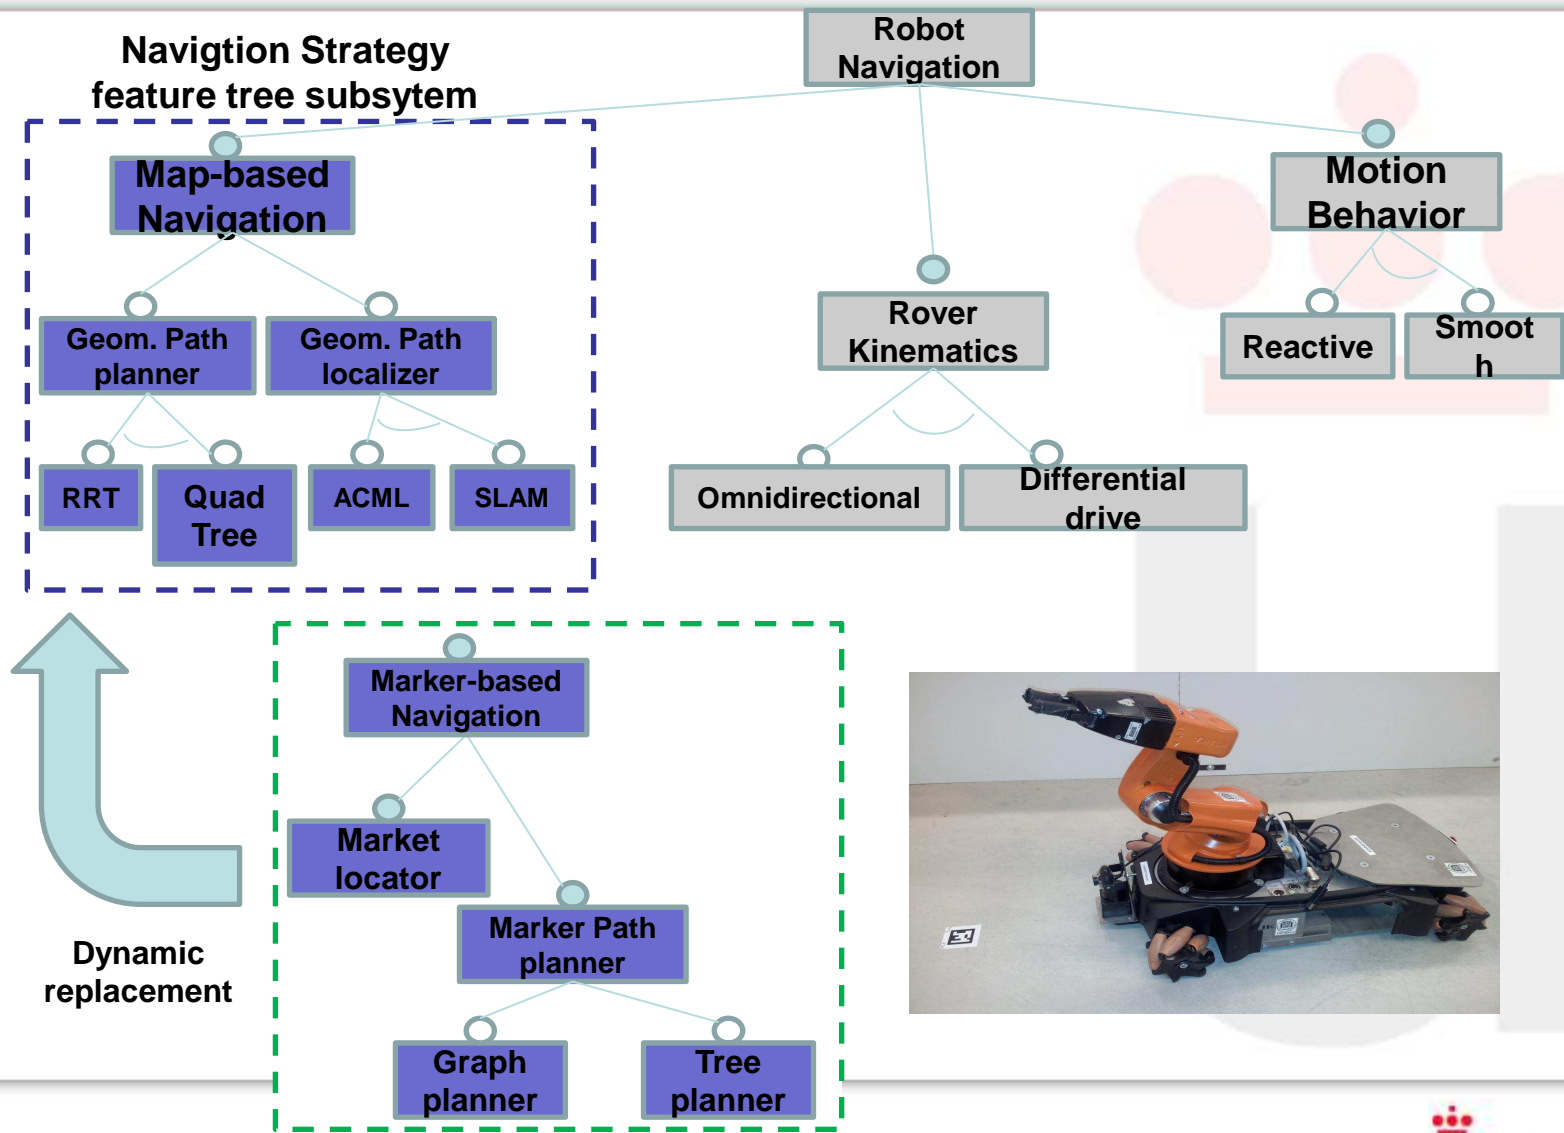 Navigtion Strategy
feature tree subsytem
Robot
Navigation
Map-based
Navigation
Motion
Behavior
Geom. Path
planner
Geom. Path
localizer
Rover
Kinematics
Reactive
Smoot
h
RRT
Quad
Tree
ACML
SLAM
Omnidirectional
Differential
drive
Marker-based
Navigation
Market
locator
Marker Path
planner
Dynamic
replacement
Graph
planner
Tree
planner